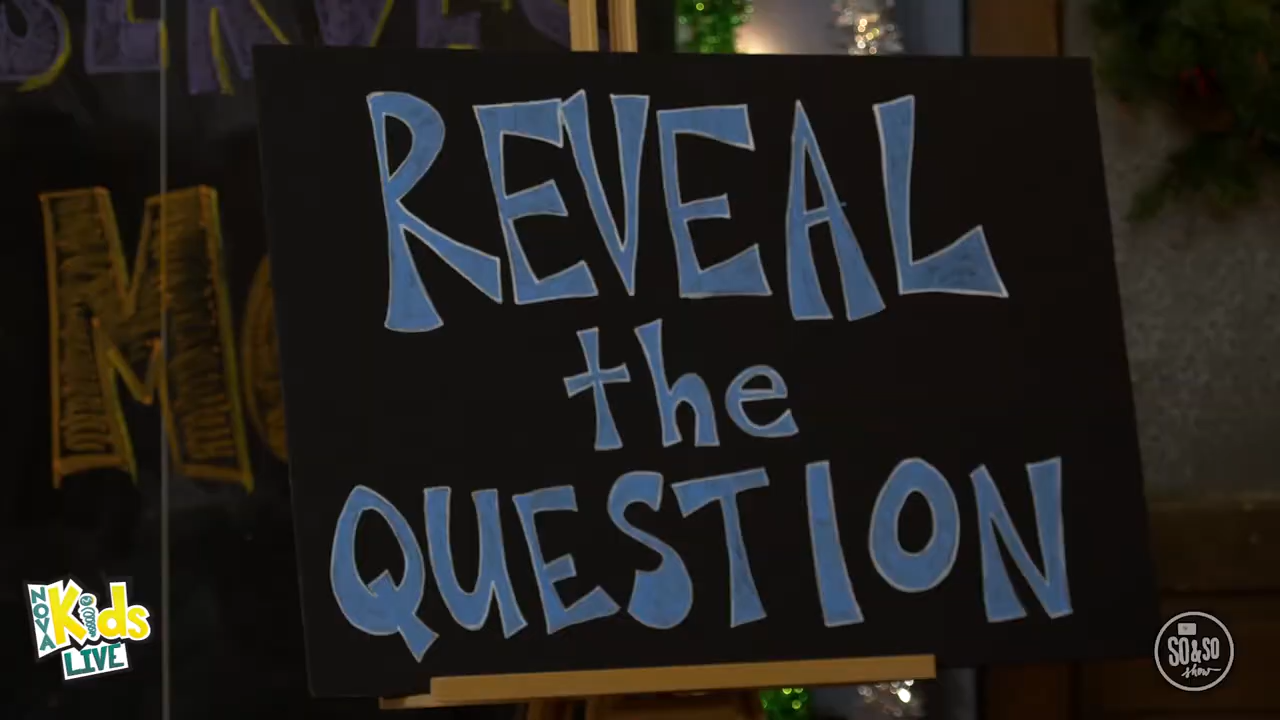 REVEAL
the
QUESTION
NOVA
Kids
LIVE
SO & SO
show